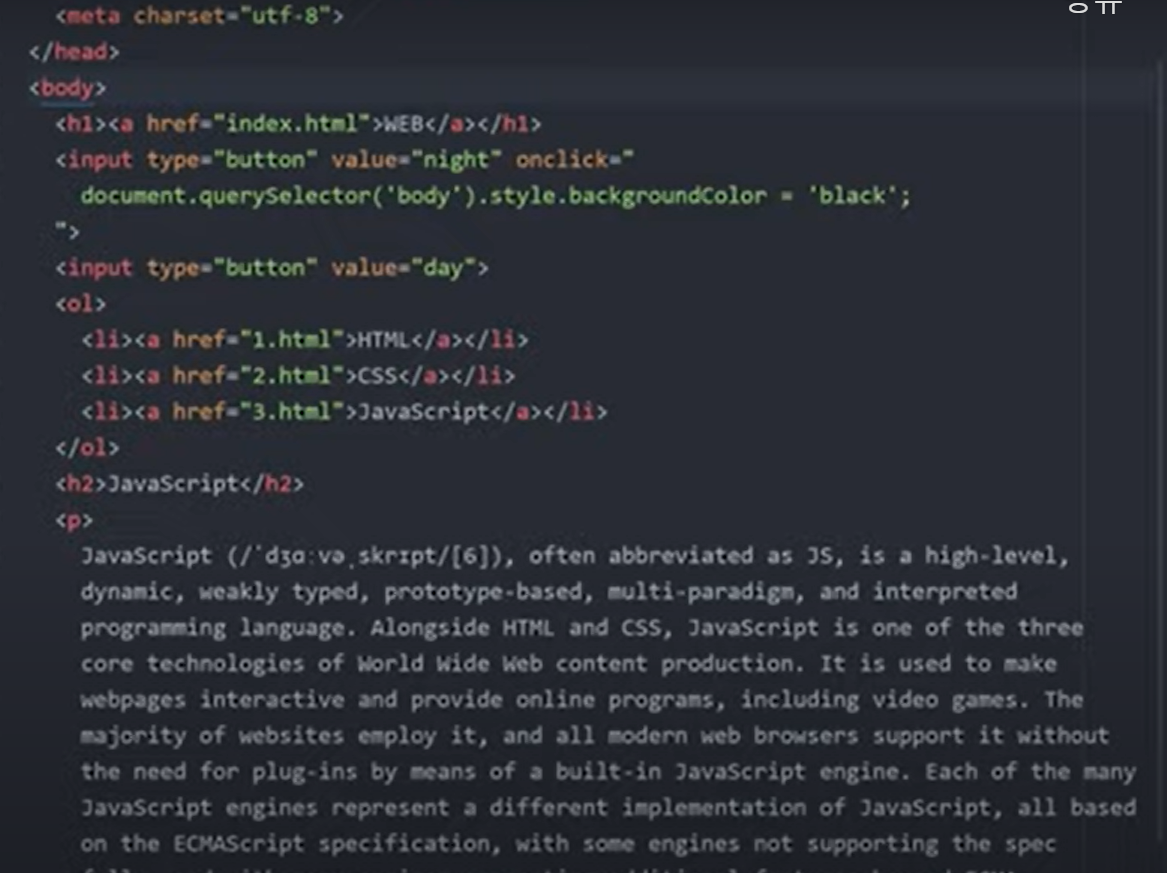 <meta charset="utf-8">
</head>
<body>
<h1><a href="index.html">WEB</a></h1>
<input type="button" value="night" onclick="
document.querySelector('body').style.backgroundColor = 'black';
">
<input type="button" value="day">
<ol>
<li><a href="1.html">HTML</a></li>
<li><a href="2.html">CSS</a></li>
<li><a href="3.html">JavaScript</a></li>
</ol>
<h2>JavaScript</h2>
<p>
JavaScript (/ˈdʒɑːvəˌskrɪpt/[6]), often abbreviated as JS, is a high-level,
dynamic, weakly typed, prototype-based, multi-paradigm, and interpreted
programming language. Alongside HTML and CSS, JavaScript is one of the three
core technologies of World Wide Web content production. It is used to make
webpages interactive and provide online programs, including video games. The
majority of websites employ it, and all modern web browsers support it without
the need for plug-ins by means of a built-in JavaScript engine. Each of the many
JavaScript engines represent a different implementation of JavaScript, all based
on the ECMAScript specification, with some engines not supporting the spec